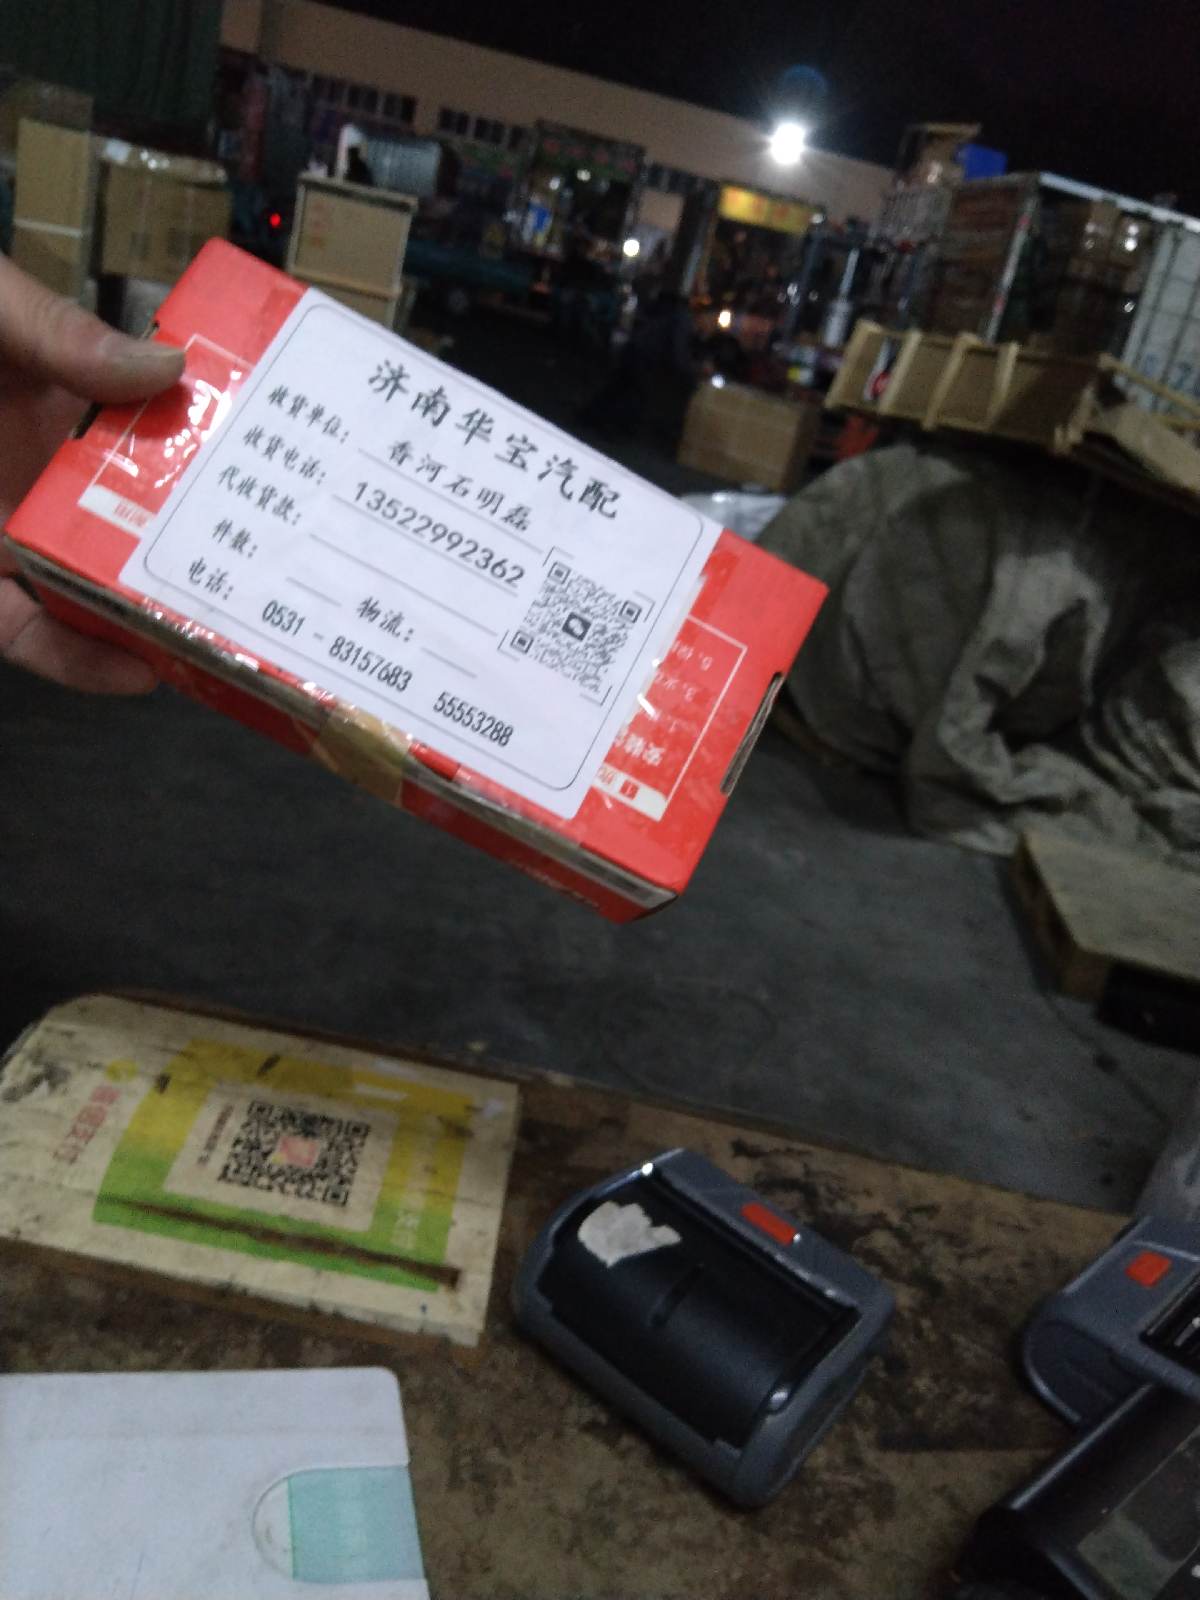 济南华宝汽配
收货单位： 香河石明磊
收货电话： 13522992362
代收货款：
件数： 物流：
电话： 0531 - 83157683 55553288